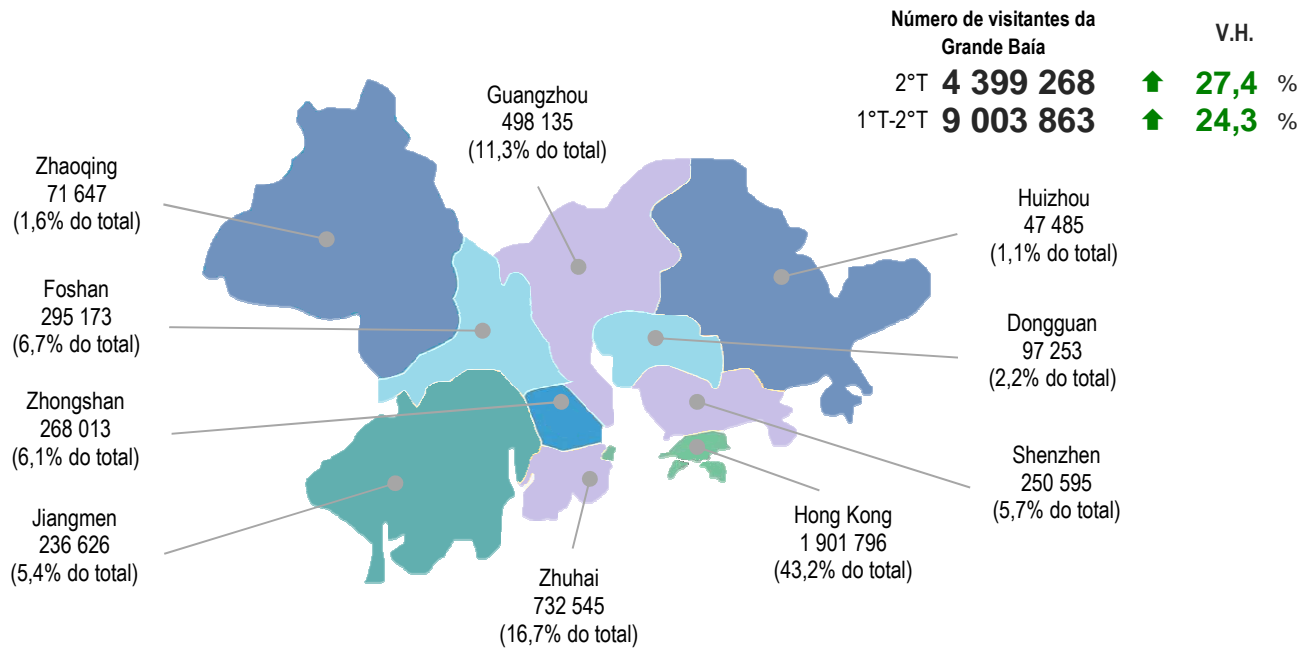 Número de visitantes da
Grande Baía
V.H.
2°T 4 399 268 27,4 %
1°T-2°T 9 003 863 24,3 %
Guangzhou
498 135
(11,3% do total)
Zhaoqing
71 647
(1,6% do total)
Huizhou
47 485
(1,1% do total)
Foshan
295 173
(6,7% do total)
Dongguan
97 253
(2,2% do total)
Zhongshan
268 013
(6,1% do total)
Shenzhen
250 595
(5,7% do total)
Jiangmen
236 626
(5,4% do total)
Hong Kong
1 901 796
(43,2% do total)
Zhuhai
732 545
(16,7% do total)